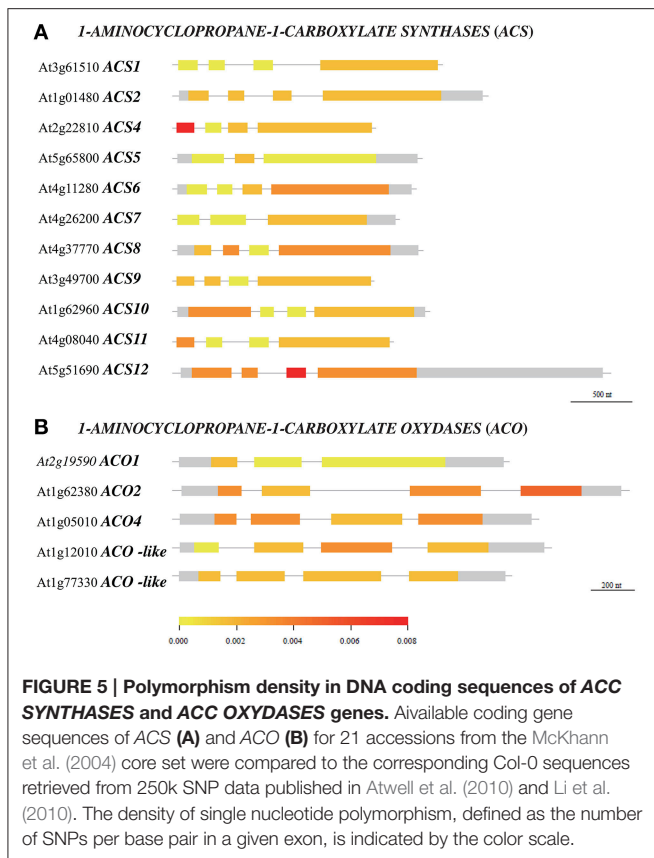 A 1-AMINOCYCLOPROPANE-1-CARBOXYLATE SYNTHASES (ACS)
At3g61510 ACS1
At1g01480 ACS2
At2g22810 ACS4
At5g65800 ACS5
At4g11280 ACS6
At4g26200 ACS7
At4g37770 ACS8
At3g49700 ACS9
At1g62960 ACS10
At4g08040 ACS11
At5g51690 ACS12
500 nt
B 1-AMINOCYCLOPROPANE-1-CARBOXYLATE OXYDASES (ACO)
At2g19590 ACO1
At1g62380 ACO2
At1g05010 ACO4
At1g12010 ACO -like
At1g77330 ACO -like
200 nt
0.000 0.002 0.004 0.006 0.008
FIGURE 5 | Polymorphism density in DNA coding sequences of ACC
SYNTHASES and ACC OXYDASES genes. Aivailable coding gene
sequences of ACS (A) and ACO (B) for 21 accessions from the McKhann
et al. (2004) core set were compared to the corresponding Col-0 sequences
retrieved from 250k SNP data published in Atwell et al. (2010) and Li et al.
(2010). The density of single nucleotide polymorphism, defined as the number
of SNPs per base pair in a given exon, is indicated by the color scale.